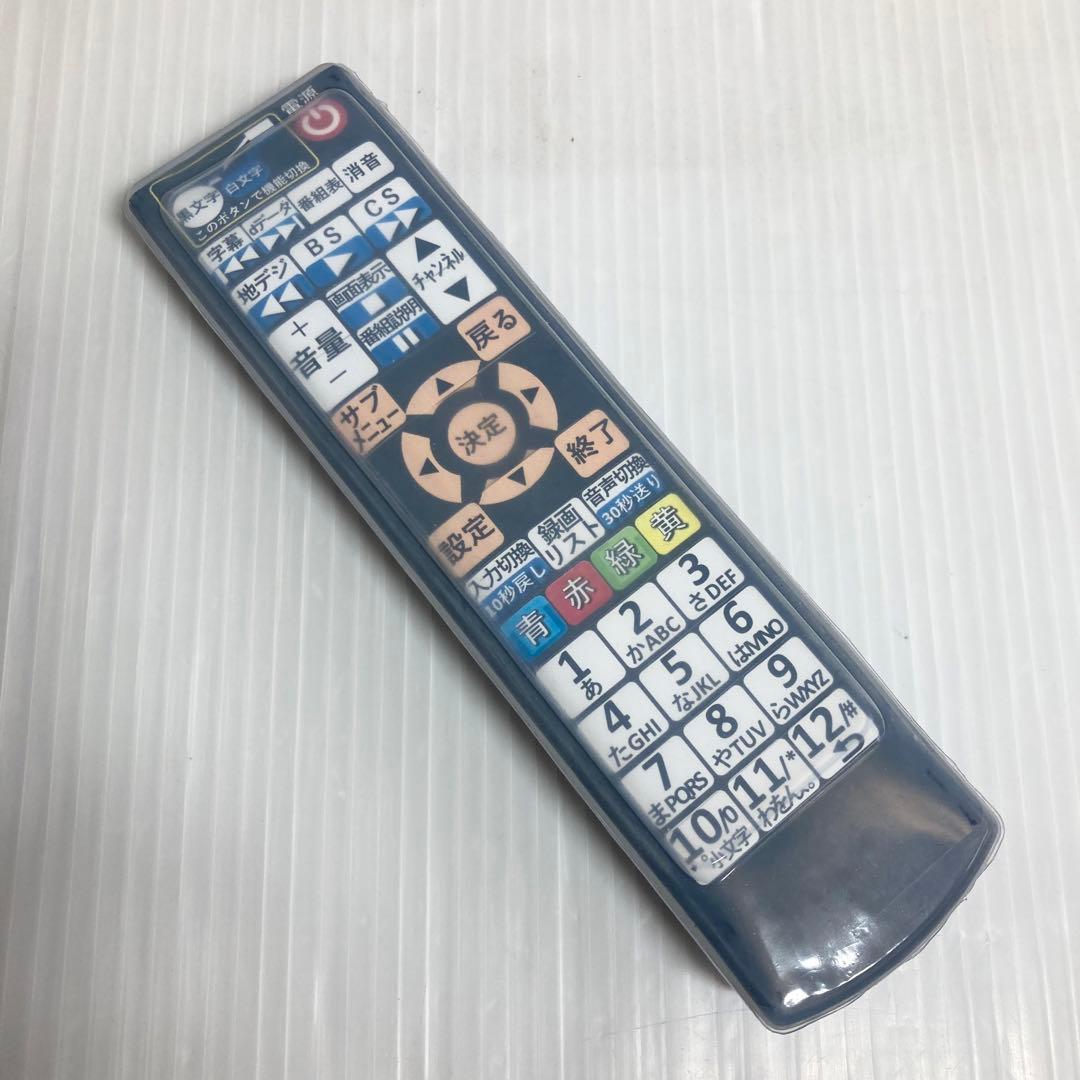 電源
黒文字 白文字
このボタンで機能切換
字幕 dデータ 番組表 消音
地デジ BS CS
+
音量
−
画面表示
番組説明
チャンネル
サブ
メニュー
戻る
決定
設定
終了
入力切換
10秒戻し
録画
リスト
音声切換
30秒送り
青 赤 緑 黄
1
あ
2
かABC
3
さDEF
4
たGHI
5
なJKL
6
はMNO
7
まPQRS
8
やTUV
9
らWXYZ
10/0
、。小文字
11/*
わをん、。
12/#